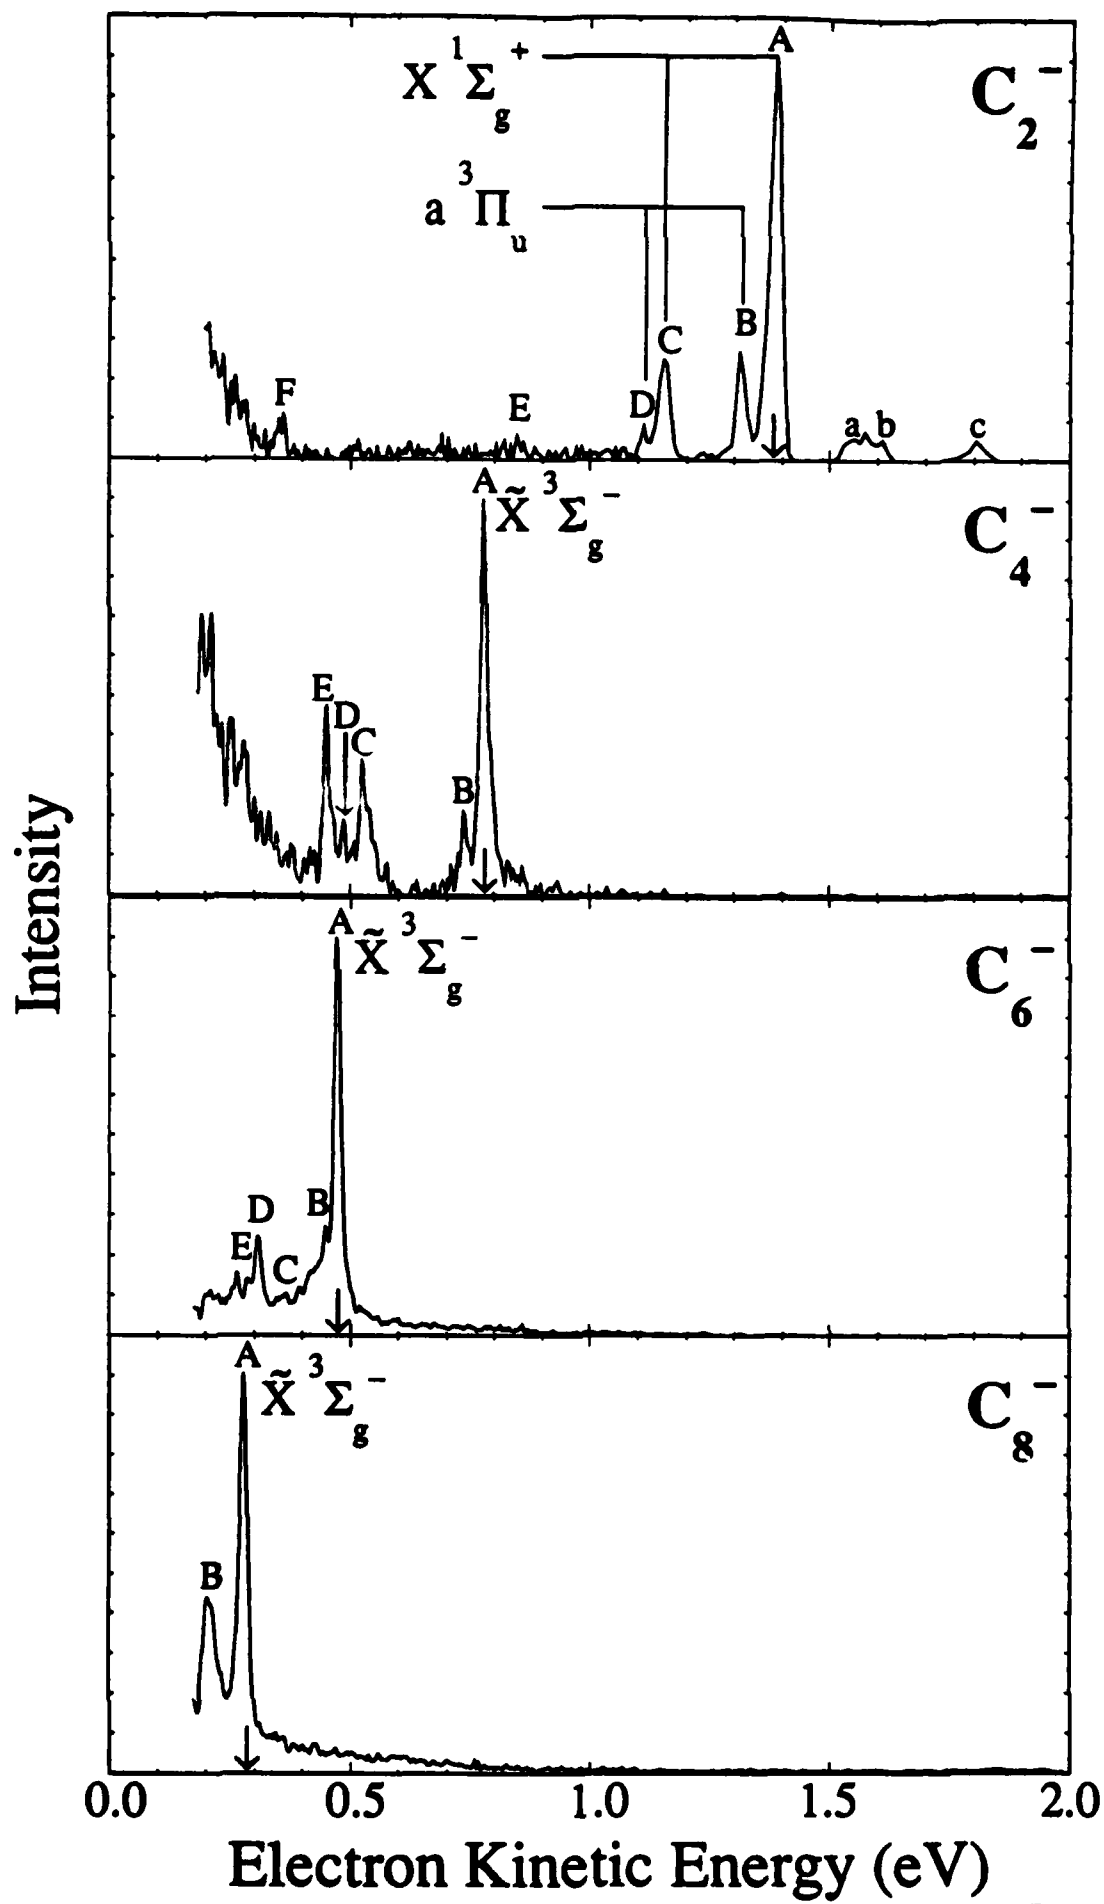 A
X ¹Σg⁺
C₂⁻
a ³Πu
B
C
D
F
E
a b
c
A
X̃ ³Σg⁻
C₄⁻
E
D
C
B
A
X̃ ³Σg⁻
C₆⁻
B
D
E
C
A
X̃ ³Σg⁻
C₈⁻
B
Intensity
0.0 0.5 1.0 1.5 2.0
Electron Kinetic Energy (eV)